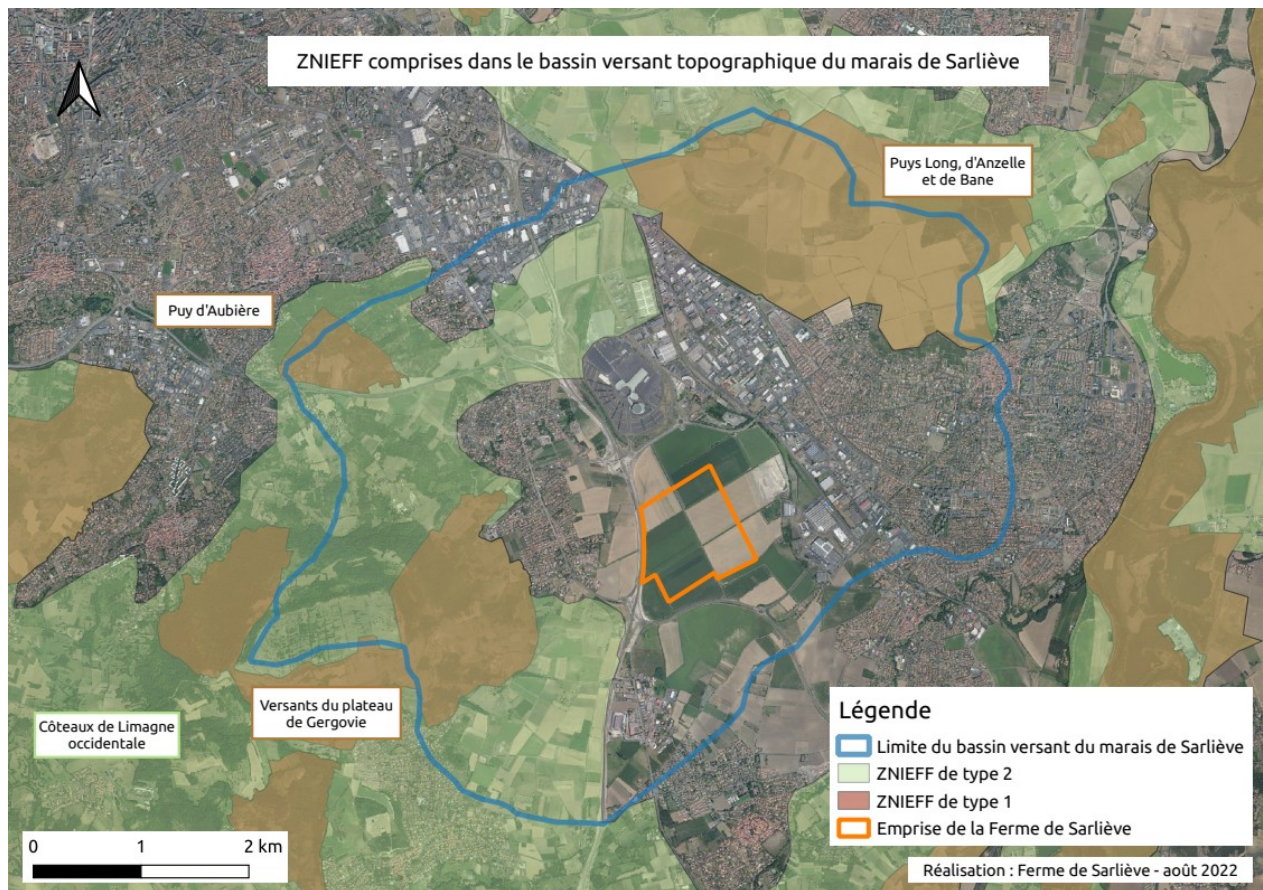 ZNIEFF comprises dans le bassin versant topographique du marais de Sarliève
Puys Long, d'Anzelle
et de Bane
Puy d'Aubière
Versants du plateau
de Gergovie
Côteaux de Limagne
occidentale
Légende
Limite du bassin versant du marais de Sarliève
ZNIEFF de type 2
ZNIEFF de type 1
Emprise de la Ferme de Sarliève
0 1 2 km
Réalisation : Ferme de Sarliève - août 2022